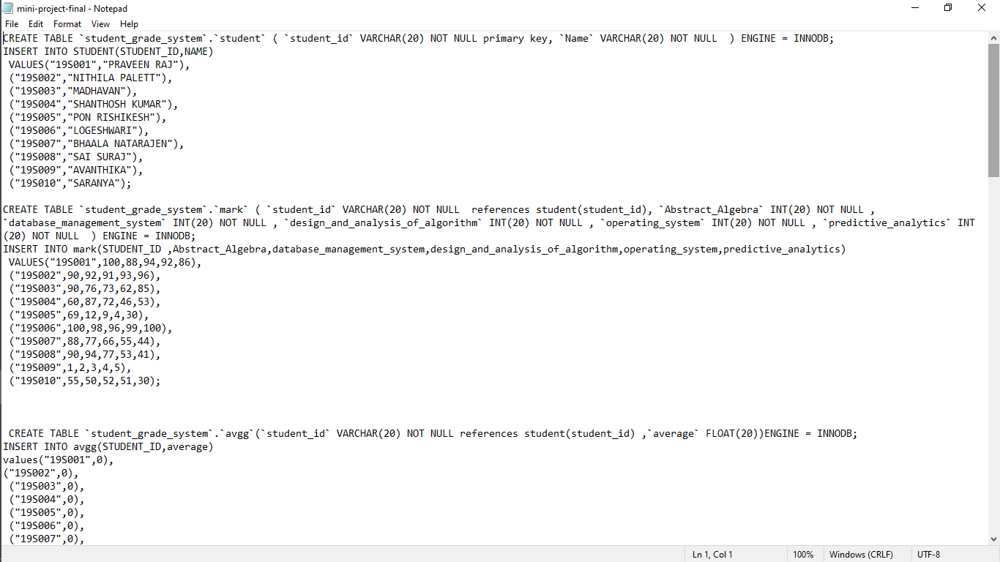 mini-project-final - Notepad
File Edit Format View Help
CREATE TABLE `student_grade_system`.`student` ( `student_id` VARCHAR(20) NOT NULL primary key, `Name` VARCHAR(20) NOT NULL  ) ENGINE = INNODB;
INSERT INTO STUDENT(STUDENT_ID,NAME)
 VALUES("19S001","PRAVEEN RAJ"),
 ("19S002","NITHILA PALETT"),
 ("19S003","MADHAVAN"),
 ("19S004","SHANTHOSH KUMAR"),
 ("19S005","PON RISHIKESH"),
 ("19S006","LOGESHWARI"),
 ("19S007","BHAALA NATARAJEN"),
 ("19S008","SAI SURAJ"),
 ("19S009","AVANTHIKA"),
 ("19S010","SARANYA");
CREATE TABLE `student_grade_system`.`mark` ( `student_id` VARCHAR(20) NOT NULL  references student(student_id), `Abstract_Algebra` INT(20) NOT NULL ,
`database_management_system` INT(20) NOT NULL , `design_and_analysis_of_algorithm` INT(20) NOT NULL , `operating_system` INT(20) NOT NULL , `predictive_analytics` INT
(20) NOT NULL  ) ENGINE = INNODB;
INSERT INTO mark(STUDENT_ID ,Abstract_Algebra,database_management_system,design_and_analysis_of_algorithm,operating_system,predictive_analytics)
 VALUES("19S001",100,88,94,92,86),
 ("19S002",90,92,91,93,96),
 ("19S003",90,76,73,62,85),
 ("19S004",60,87,72,46,53),
 ("19S005",69,12,9,4,30),
 ("19S006",100,98,96,99,100),
 ("19S007",88,77,66,55,44),
 ("19S008",90,94,77,53,41),
 ("19S009",1,2,3,4,5),
 ("19S010",55,50,52,51,30);
 CREATE TABLE `student_grade_system`.`avgg`(`student_id` VARCHAR(20) NOT NULL references student(student_id) ,`average` FLOAT(20))ENGINE = INNODB;
INSERT INTO avgg(STUDENT_ID,average)
values("19S001",0),
("19S002",0),
 ("19S003",0),
 ("19S004",0),
 ("19S005",0),
 ("19S006",0),
 ("19S007",0),
Ln 1, Col 1 100% Windows (CRLF) UTF-8